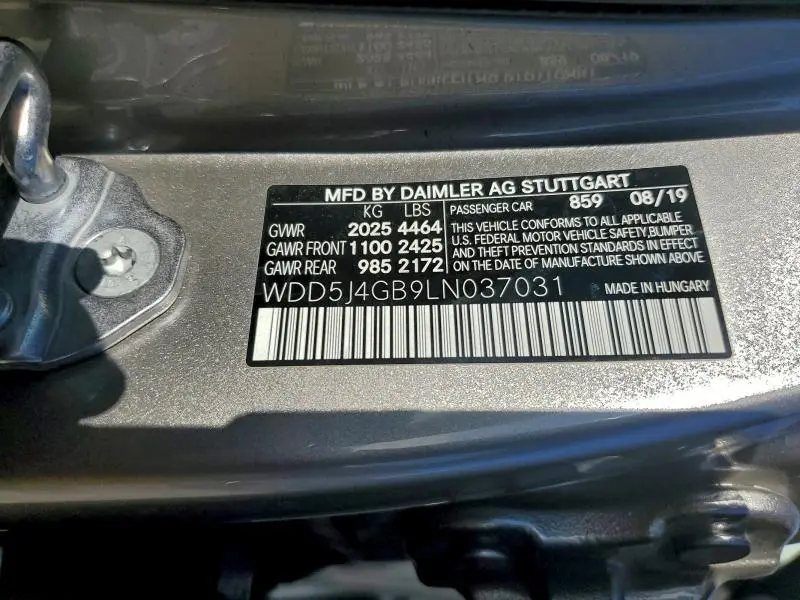 MFD BY DAIMLER AG STUTTGART
KG LBS
GVWR 2025 4464
GAWR FRONT 1100 2425
GAWR REAR 985 2172
PASSENGER CAR 859 08/19
THIS VEHICLE CONFORMS TO ALL APPLICABLE
U.S. FEDERAL MOTOR VEHICLE SAFETY,BUMPER
AND THEFT PREVENTION STANDARDS IN EFFECT
ON THE DATE OF MANUFACTURE SHOWN ABOVE
WDD5J4GB9LN037031
MADE IN HUNGARY